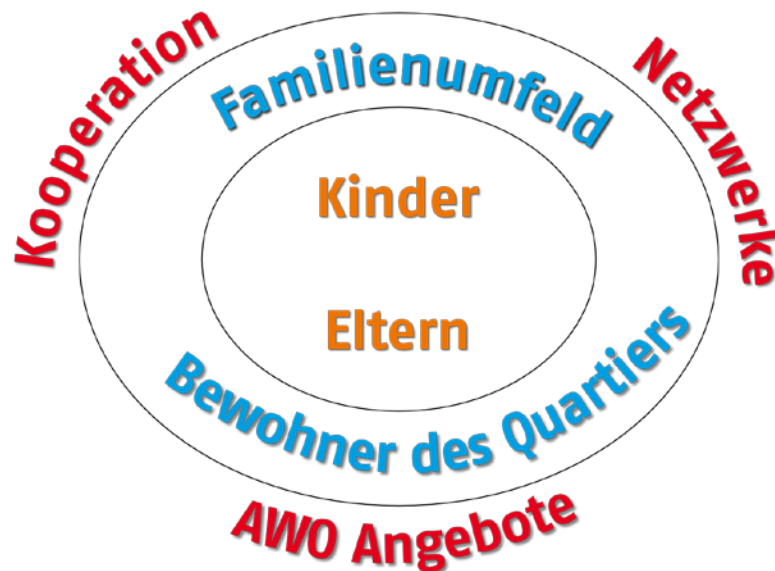 Kooperation
Netzwerke
Familienumfeld
Kinder
Eltern
Bewohner des Quartiers
AWO Angebote